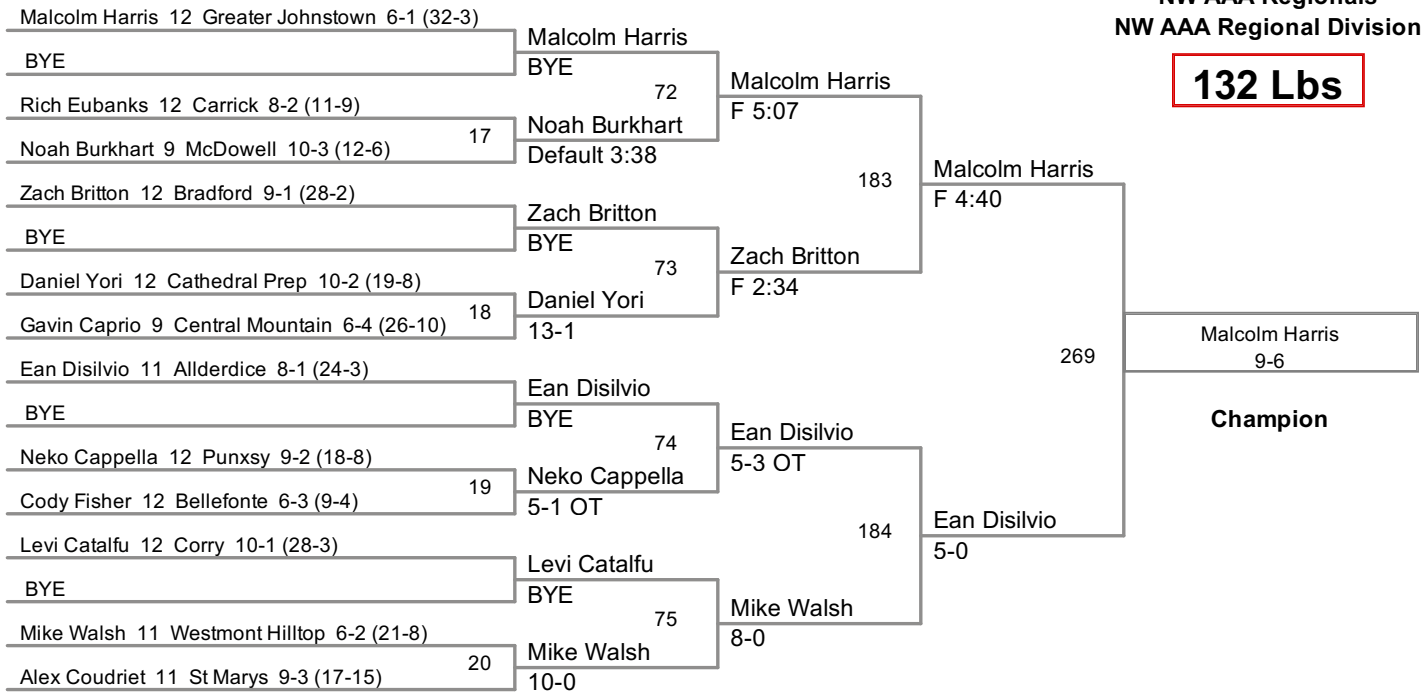 NW AAA Regionals
NW AAA Regional Division
132 Lbs
Malcolm Harris 12 Greater Johnstown 6-1 (32-3)
BYE
Rich Eubanks 12 Carrick 8-2 (11-9)
Noah Burkhart 9 McDowell 10-3 (12-6)
Zach Britton 12 Bradford 9-1 (28-2)
BYE
Daniel Yori 12 Cathedral Prep 10-2 (19-8)
Gavin Caprio 9 Central Mountain 6-4 (26-10)
Ean Disilvio 11 Allderdice 8-1 (24-3)
BYE
Neko Cappella 12 Punxsy 9-2 (18-8)
Cody Fisher 12 Bellefonte 6-3 (9-4)
Levi Catalfu 12 Corry 10-1 (28-3)
BYE
Mike Walsh 11 Westmont Hilltop 6-2 (21-8)
Alex Coudriet 11 St Marys 9-3 (17-15)
17
18
19
20
Malcolm Harris
BYE
72
Noah Burkhart
Default 3:38
Zach Britton
BYE
73
Daniel Yori
13-1
Ean Disilvio
BYE
74
Neko Cappella
5-1 OT
Levi Catalfu
BYE
75
Mike Walsh
10-0
Malcolm Harris
F 5:07
183
Zach Britton
F 2:34
Ean Disilvio
5-3 OT
184
Mike Walsh
8-0
Malcolm Harris
F 4:40
269
Ean Disilvio
5-0
Malcolm Harris
9-6
Champion